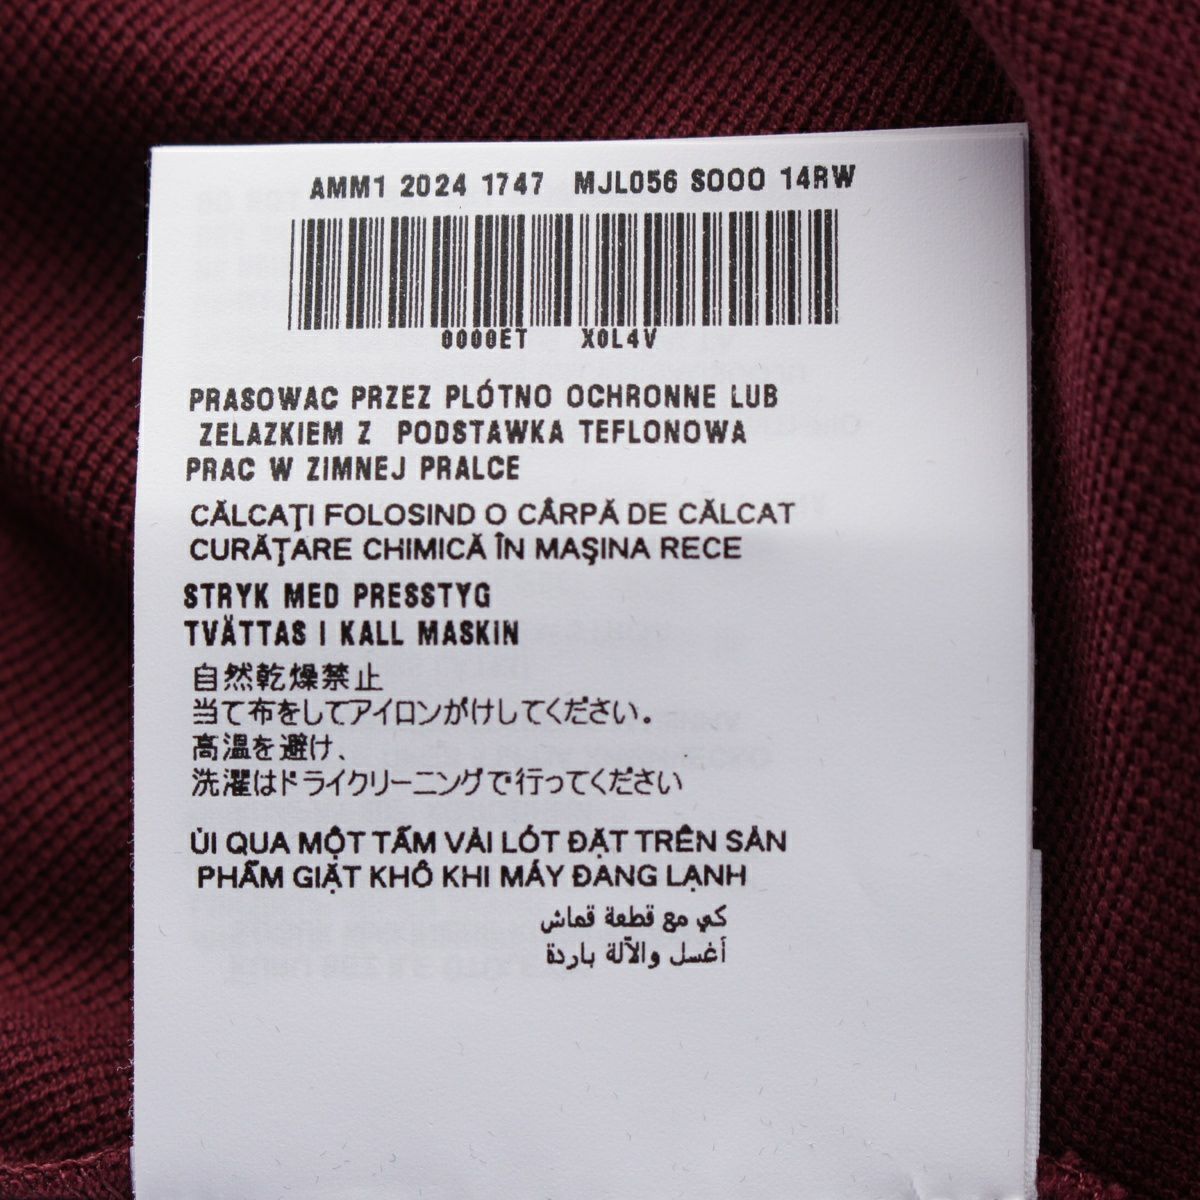 AMM1 2024 1747 MJL056 S000 14RW
0000ET X0L4V
PRASOWAC PRZEZ PLÓTNO OCHRONNE LUB
ZELAZKIEM Z PODSTAWKA TEFLONOWA
PRAC W ZIMNEJ PRALCE
CĂLCAŢI FOLOSIND O CÂRPĂ DE CĂLCAT
CURĂŢARE CHIMICĂ ÎN MAŞINA RECE
STRYK MED PRESSTYG
TVÄTTAS I KALL MASKIN
自然乾燥禁止
当て布をしてアイロンがけしてください。
高温を避け、
洗濯はドライクリーニングで行ってください
ỦI QUA MỘT TẤM VẢI LÓT ĐẶT TRÊN SẢN
PHẨM GIẶT KHÔ KHI MÁY ĐANG LẠNH
كي مع قطعة قماش
أغسل والآلة باردة